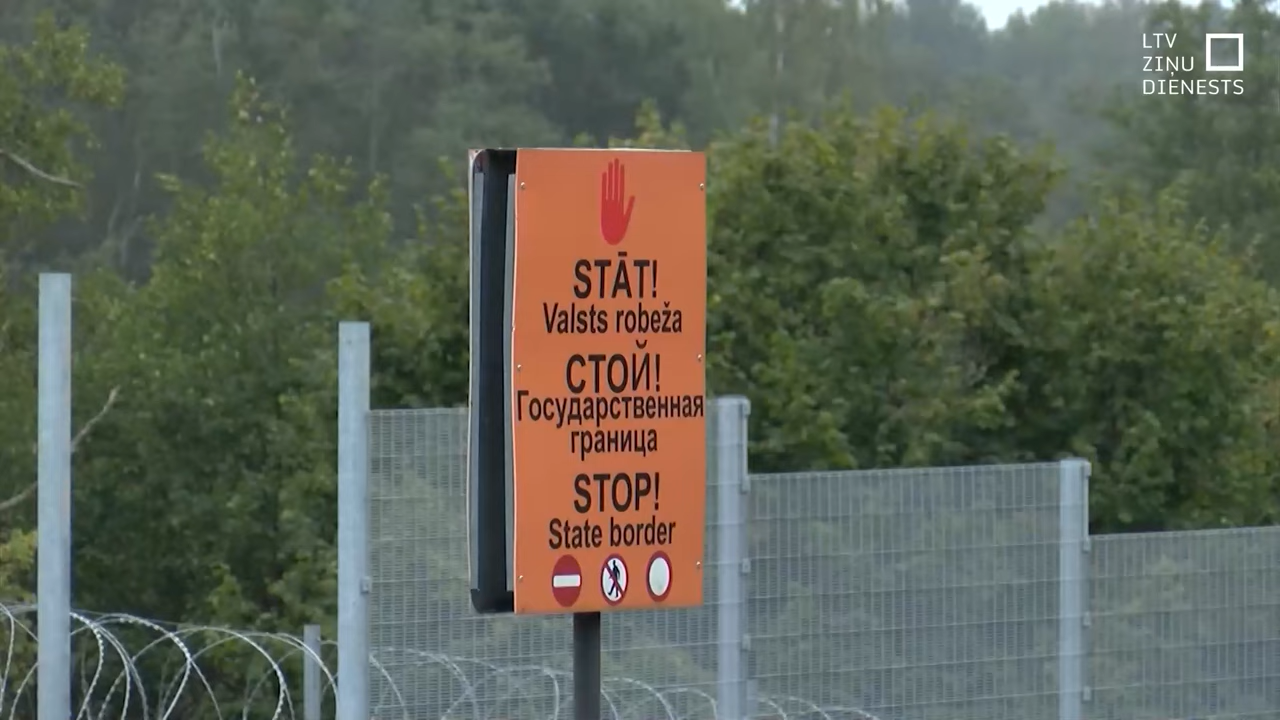 LTV
ZIŅU
DIENESTS
STĀT!
Valsts robeža
СТОЙ!
Государственная
граница
STOP!
State border